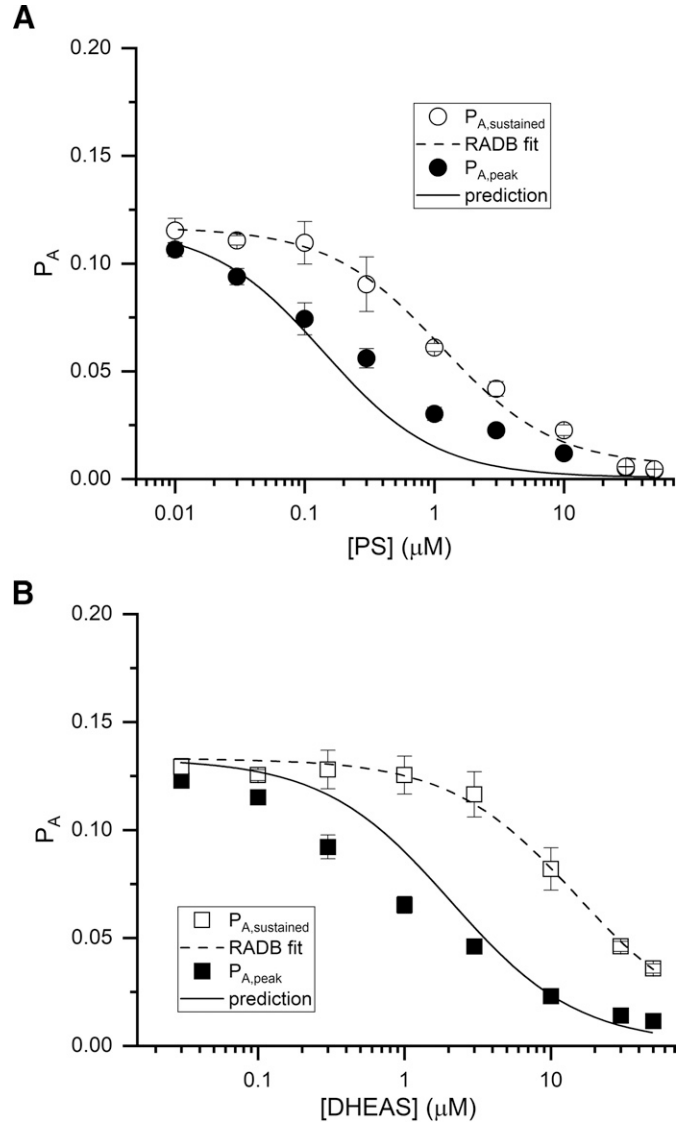 A
0.20
0.15
0.10
0.05
0.00
P_A
P_A,sustained
RADB fit
P_A,peak
prediction
0.01 0.1 1 10
[PS] (μM)
B
0.20
0.15
0.10
0.05
0.00
P_A
P_A,sustained
RADB fit
P_A,peak
prediction
0.1 1 10
[DHEAS] (μM)